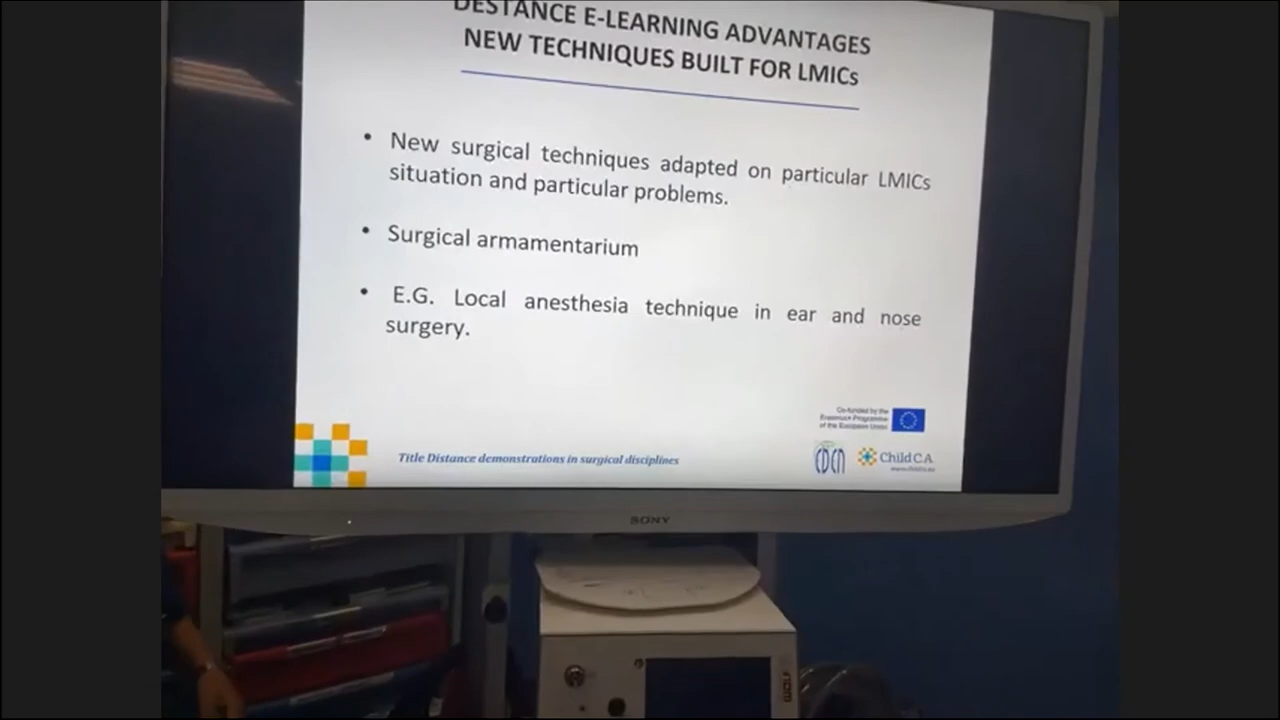 DESTANCE E-LEARNING ADVANTAGES
NEW TECHNIQUES BUILT FOR LMICs
• New surgical techniques adapted on particular LMICs
situation and particular problems.
• Surgical armamentarium
• E.G. Local anesthesia technique in ear and nose
surgery.
Co-funded by the
Erasmus+ Programme
of the European Union
Title Distance demonstrations in surgical disciplines
Child C.A.
SONY
WOLF